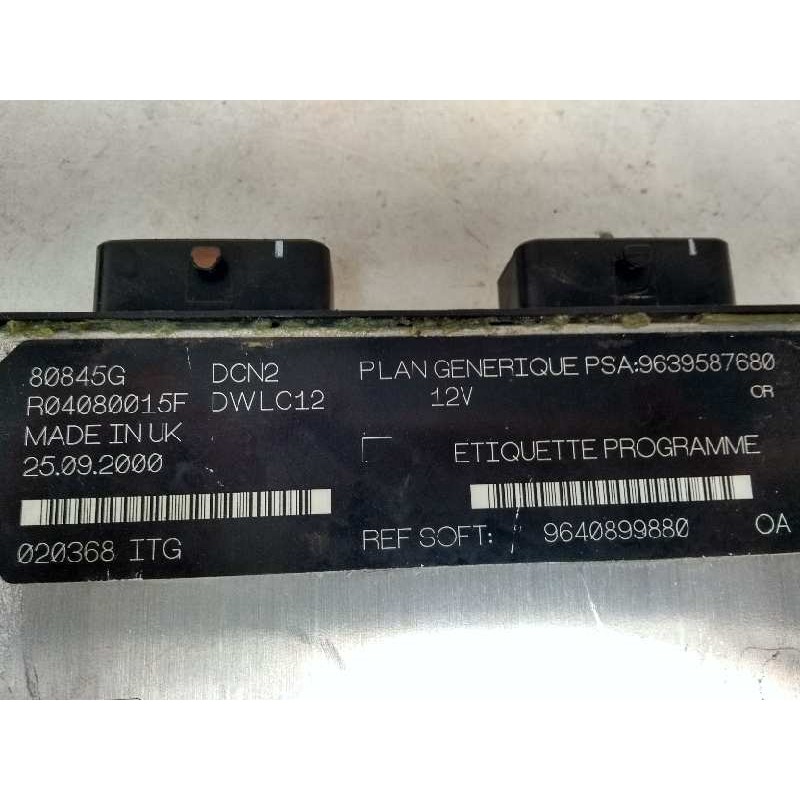 80845G DCN2 PLAN GENERIQUE PSA:9639587680
R04080015F DWLC12 12V OR
MADE IN UK
25.09.2000 ETIQUETTE PROGRAMME
020368 ITG REF SOFT: 9640899880 OA